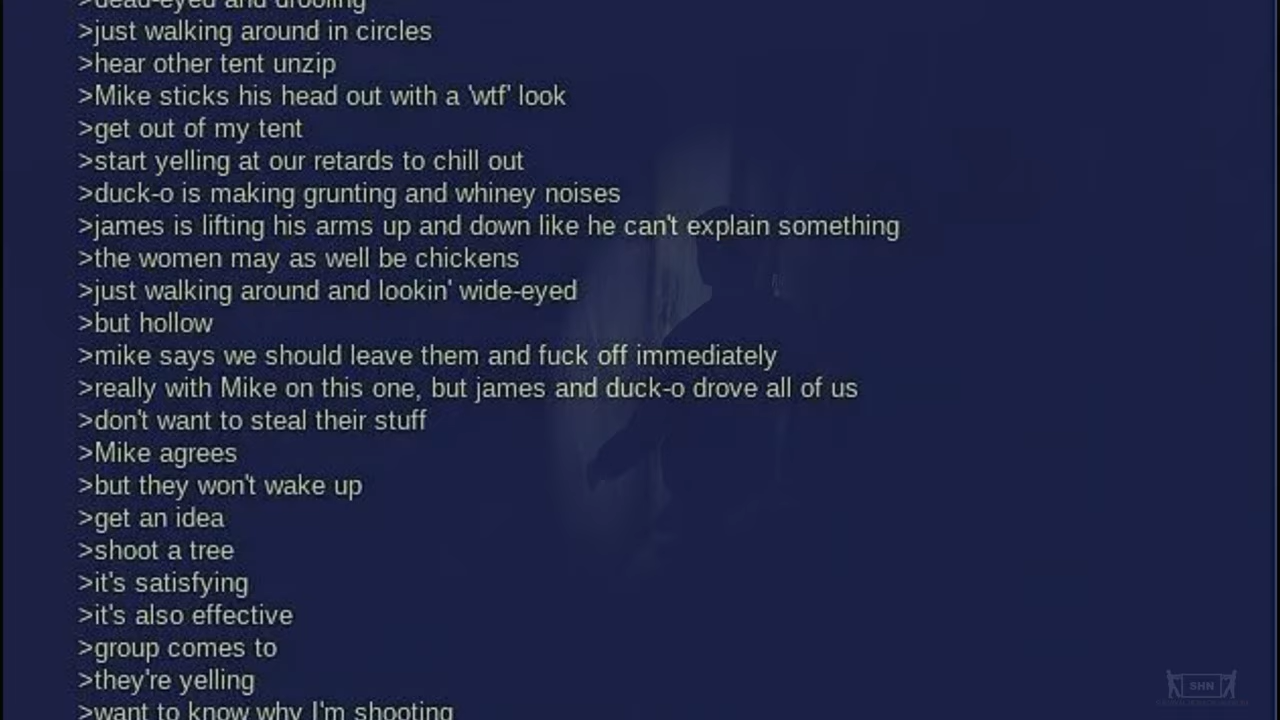 >dead-eyed and drooling
>just walking around in circles
>hear other tent unzip
>Mike sticks his head out with a 'wtf' look
>get out of my tent
>start yelling at our retards to chill out
>duck-o is making grunting and whiney noises
>james is lifting his arms up and down like he can't explain something
>the women may as well be chickens
>just walking around and lookin' wide-eyed
>but hollow
>mike says we should leave them and fuck off immediately
>really with Mike on this one, but james and duck-o drove all of us
>don't want to steal their stuff
>Mike agrees
>but they won't wake up
>get an idea
>shoot a tree
>it's satisfying
>it's also effective
>group comes to
>they're yelling
>want to know why I'm shooting
SHN